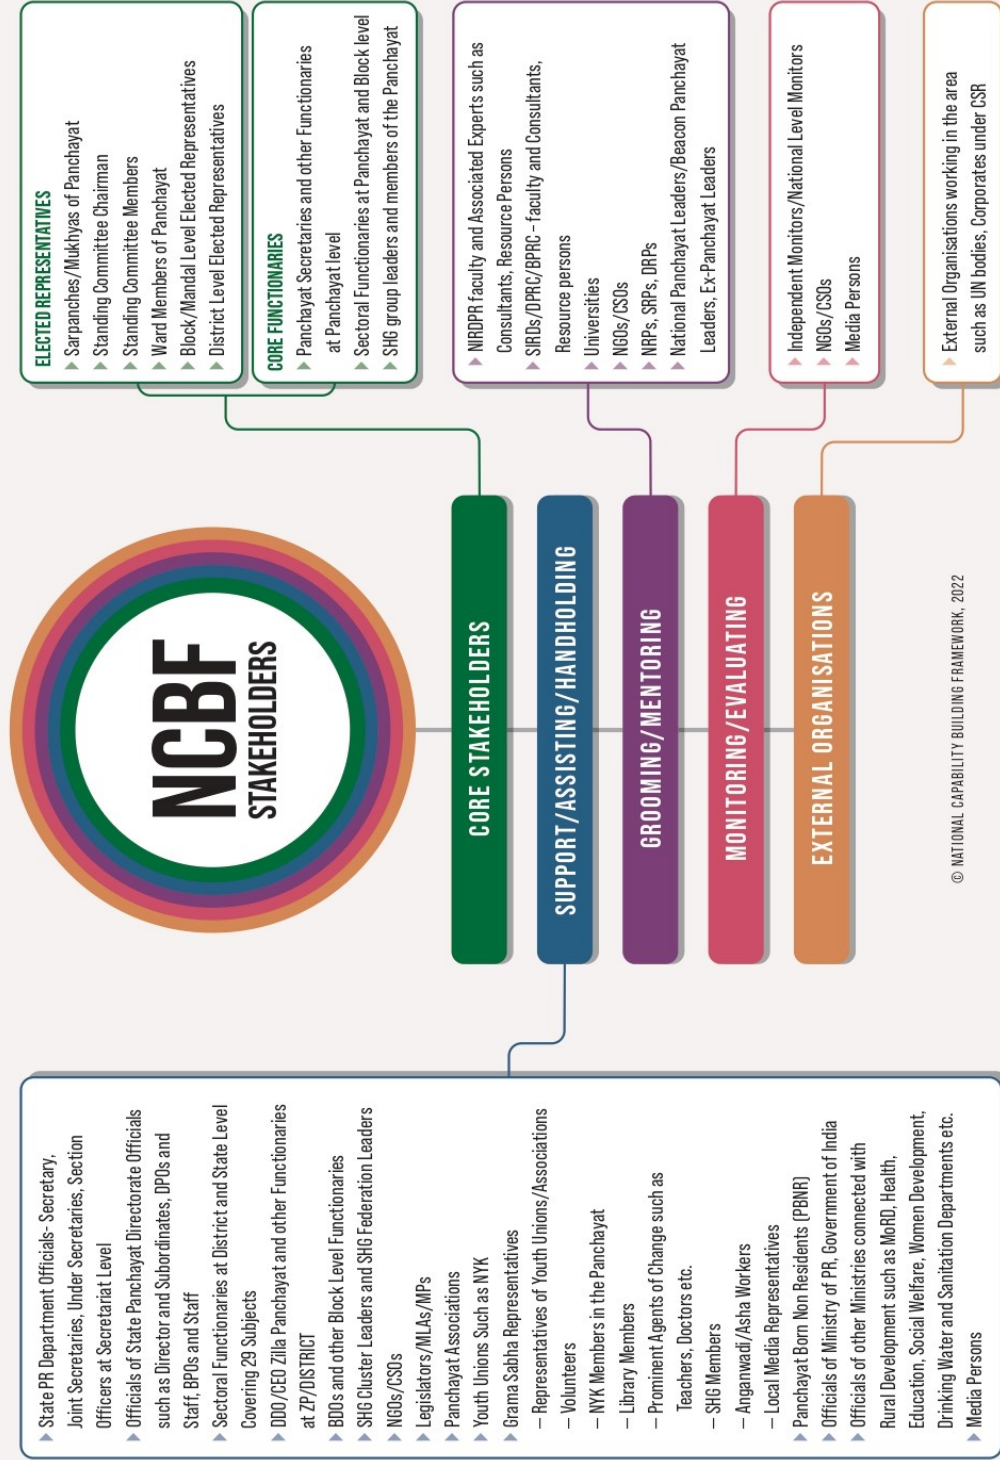 NCBF
STAKEHOLDERS
CORE STAKEHOLDERS
ELECTED REPRESENTATIVES
Sarpanches/Mukhyas of Panchayat
Standing Committee Chairman
Standing Committee Members
Ward Members of Panchayat
Block/Mandal Level Elected Representatives
District Level Elected Representatives
CORE FUNCTIONARIES
Panchayat Secretaries and other Functionaries
at Panchayat level
Sectoral Functionaries at Panchayat and Block level
SHG group leaders and members of the Panchayat
SUPPORT/ASSISTING/HANDHOLDING
State PR Department Officials- Secretary,
Joint Secretaries, Under Secretaries, Section
Officers at Secretariat Level
Officials of State Panchayat Directorate Officials
such as Director and Subordinates, DPOs and
Staff, BPOs and Staff
Sectoral Functionaries at District and State Level
Covering 29 Subjects
DDO/CEO Zilla Panchayat and other Functionaries
at ZP/DISTRICT
BDOs and other Block Level Functionaries
SHG Cluster Leaders and SHG Federation Leaders
NGOs/CSOs
Legislators/MLAs/MPs
Panchayat Associations
Youth Unions Such as NYK
Grama Sabha Representatives
– Representatives of Youth Unions/Associations
– Volunteers
– NYK Members in the Panchayat
– Library Members
– Prominent Agents of Change such as
Teachers, Doctors etc.
– SHG Members
– Anganwadi/Asha Workers
– Local Media Representatives
Panchayat Born Non Residents (PBNR)
Officials of Ministry of PR, Government of India
Officials of other Ministries connected with
Rural Development such as MoRD, Health,
Education, Social Welfare, Women Development,
Drinking Water and Sanitation Departments etc.
Media Persons
GROOMING/MENTORING
NIRDPR faculty and Associated Experts such as
Consultants, Resource Persons
SIRDs/DPRC/BPRC – faculty and Consultants,
Resource persons
Universities
NGOs/CSOs
NRPs, SRPs, DRPs
National Panchayat Leaders/Beacon Panchayat
Leaders, Ex-Panchayat Leaders
MONITORING/EVALUATING
Independent Monitors/National Level Monitors
NGOs/CSOs
Media Persons
EXTERNAL ORGANISATIONS
External Organisations working in the area
such as UN bodies, Corporates under CSR
© NATIONAL CAPABILITY BUILDING FRAMEWORK, 2022